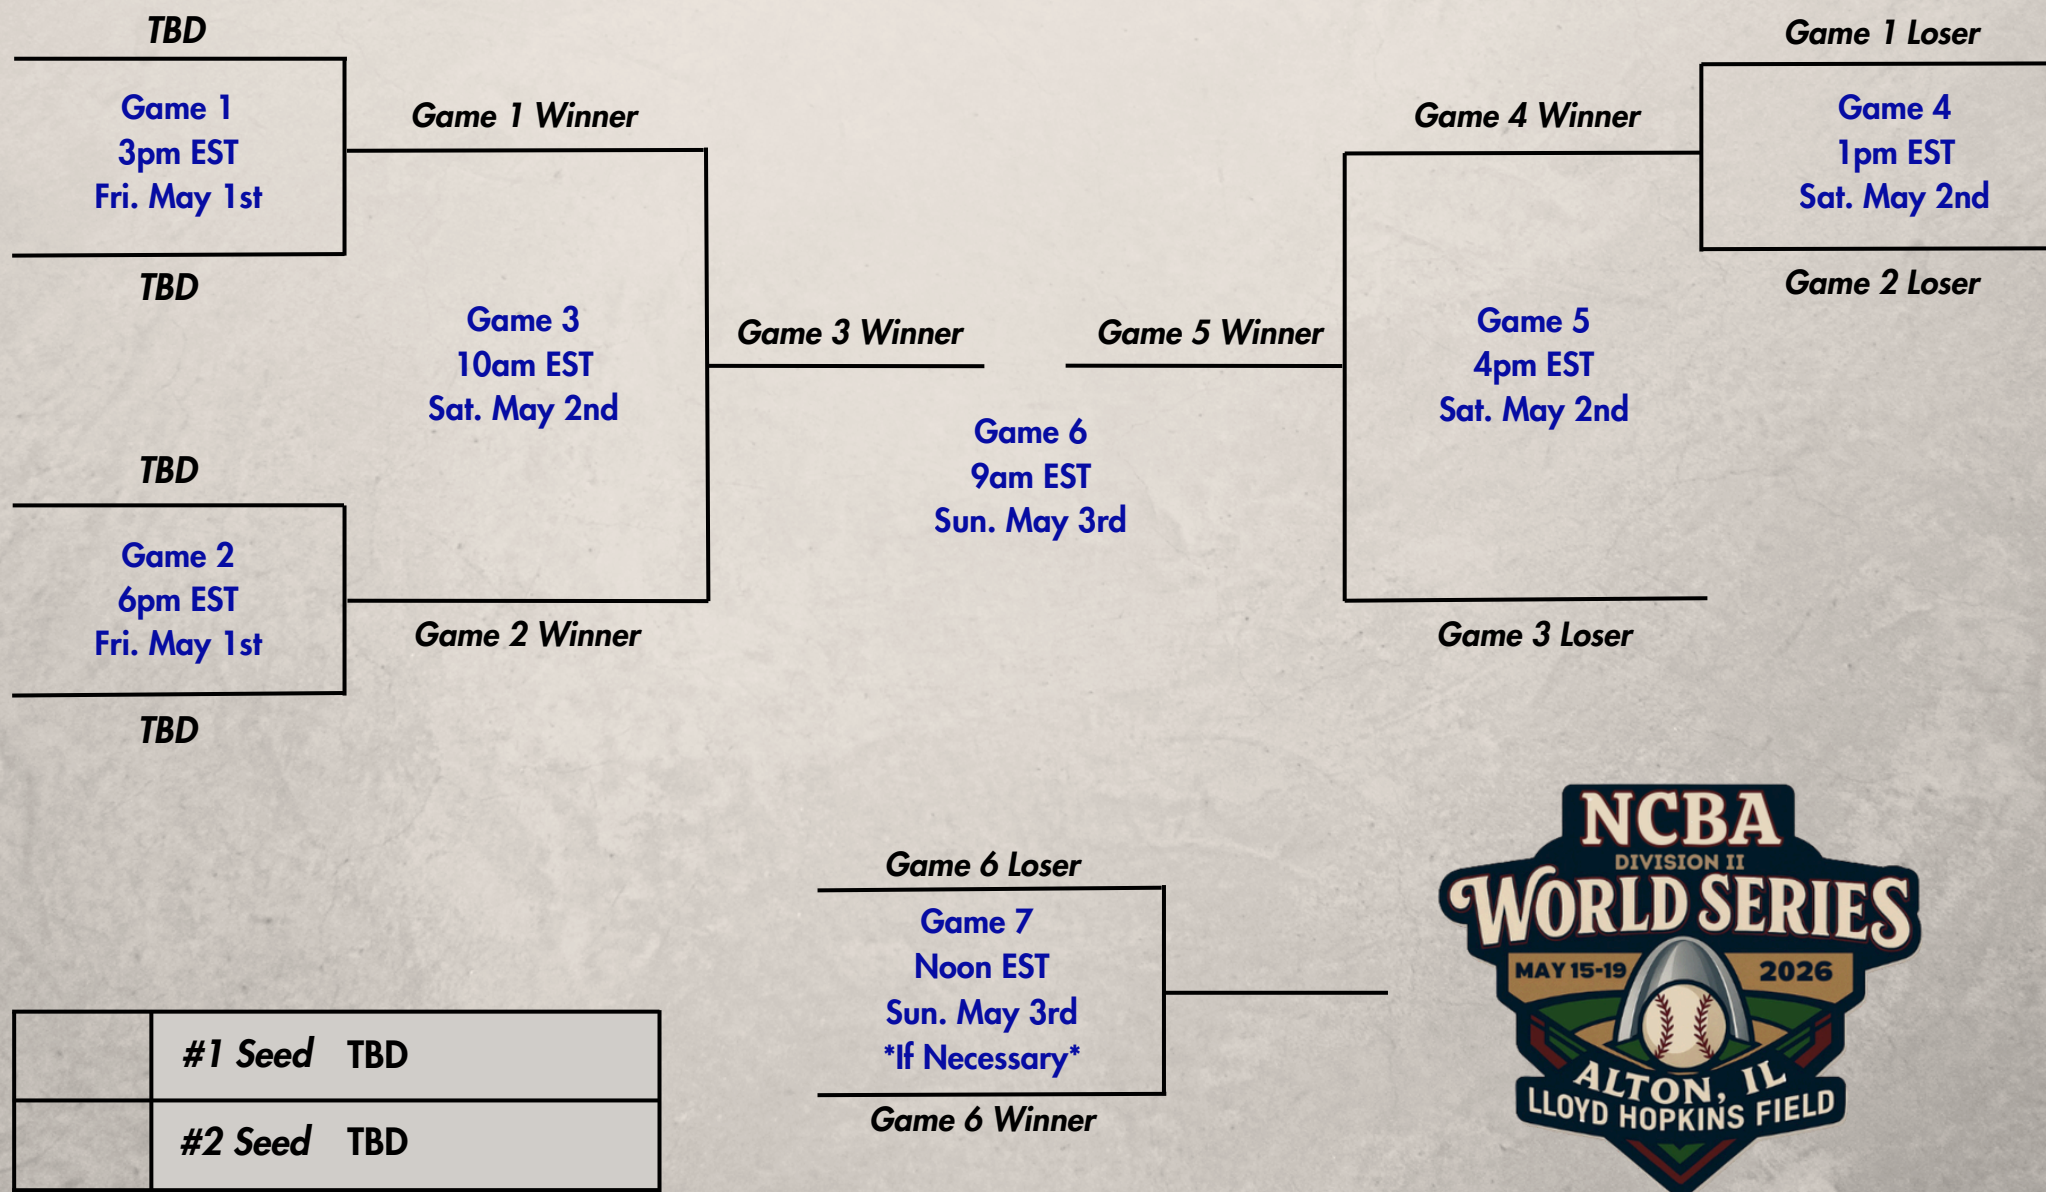 TBD
Game 1
3pm EST
Fri. May 1st
TBD
Game 1 Winner
TBD
Game 2
6pm EST
Fri. May 1st
TBD
Game 2 Winner
Game 3
10am EST
Sat. May 2nd
Game 3 Winner
Game 5 Winner
Game 6
9am EST
Sun. May 3rd
Game 1 Loser
Game 4
1pm EST
Sat. May 2nd
Game 2 Loser
Game 4 Winner
Game 5
4pm EST
Sat. May 2nd
Game 3 Loser
Game 6 Loser
Game 7
Noon EST
Sun. May 3rd
*If Necessary*
Game 6 Winner
#1 Seed TBD
#2 Seed TBD
NCBA
DIVISION II
WORLD SERIES
MAY 15-19 2026
ALTON, IL
LLOYD HOPKINS FIELD